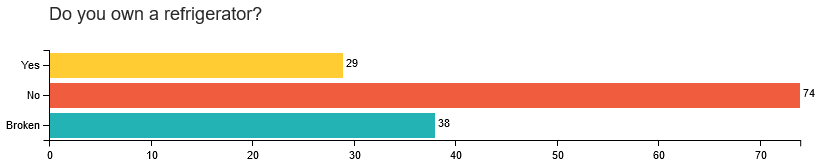 Do you own a refrigerator?
Yes 29
No 74
Broken 38
0 10 20 30 40 50 60 70